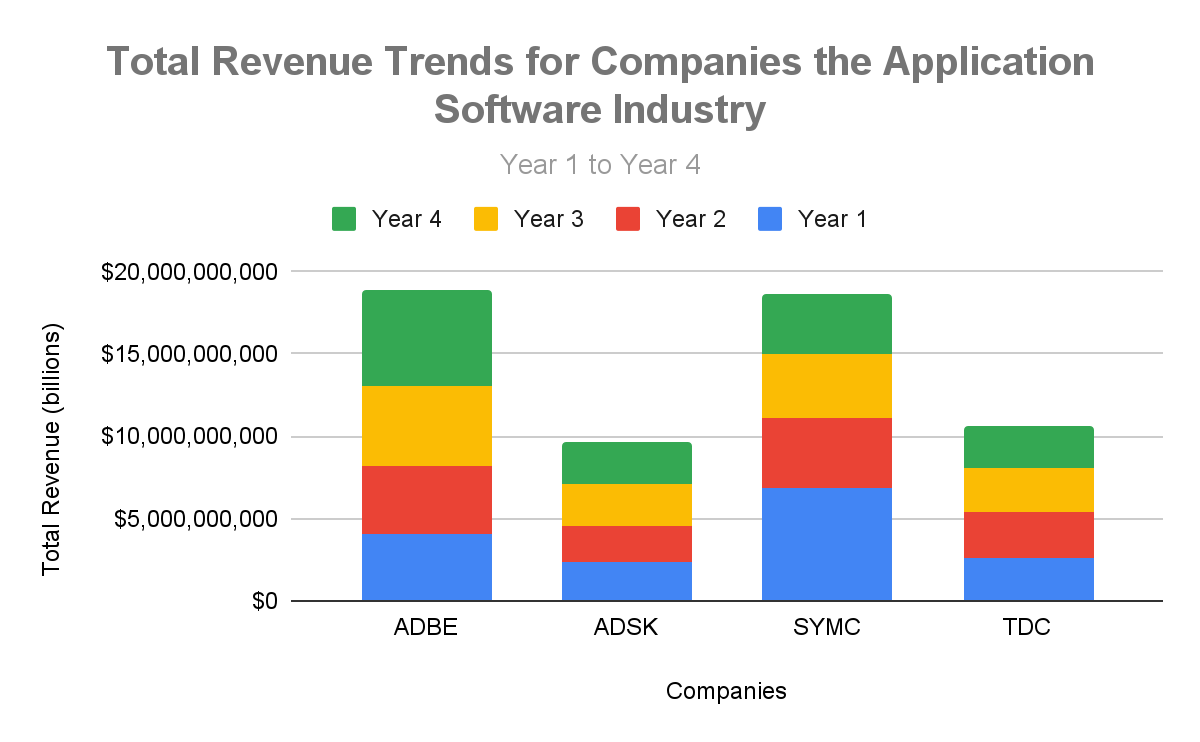 Total Revenue Trends for Companies the Application
Software Industry
Year 1 to Year 4
Year 4 Year 3 Year 2 Year 1
Total Revenue (billions)
$20,000,000,000
$15,000,000,000
$10,000,000,000
$5,000,000,000
$0
ADBE ADSK SYMC TDC
Companies